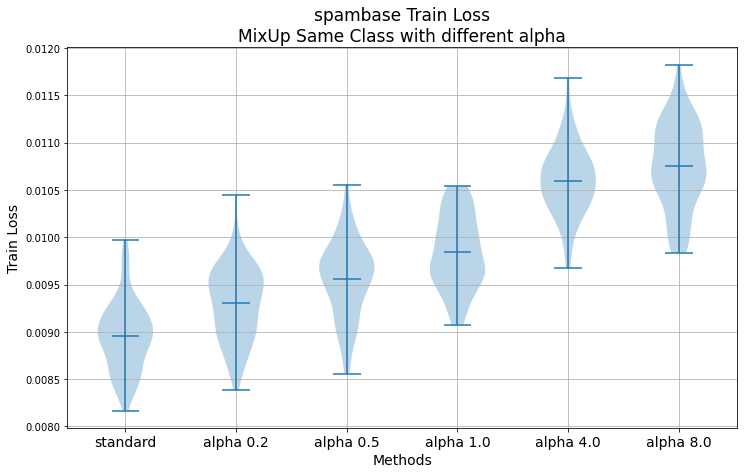 spambase Train Loss
MixUp Same Class with different alpha
Train Loss
0.0120
0.0115
0.0110
0.0105
0.0100
0.0095
0.0090
0.0085
0.0080
standard alpha 0.2 alpha 0.5 alpha 1.0 alpha 4.0 alpha 8.0
Methods